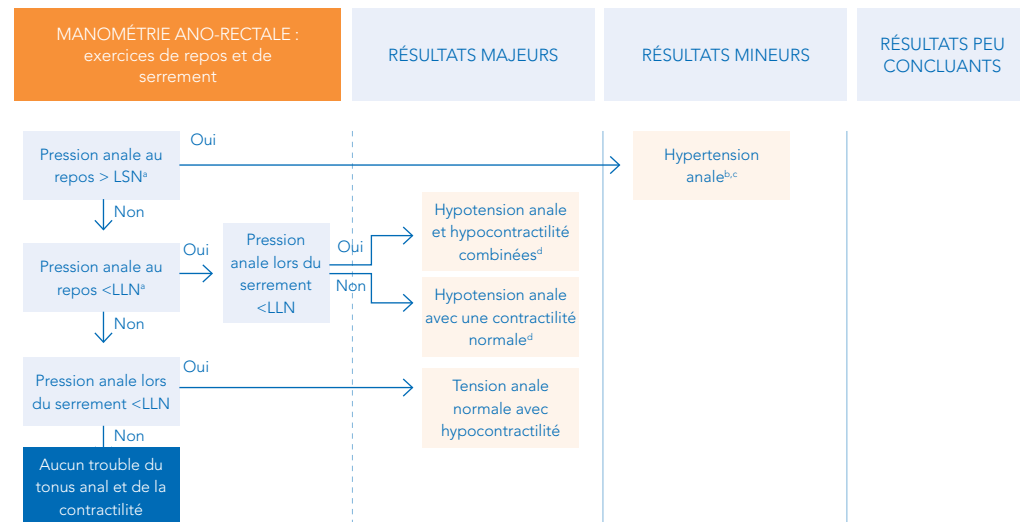 MANOMÉTRIE ANO-RECTALE :
exercices de repos et de
serrement
RÉSULTATS MAJEURS
RÉSULTATS MINEURS
RÉSULTATS PEU
CONCLUANTS
Pression anale au
repos > LSNᵃ
Oui
Hypertension
analeᵇ,ᶜ
Non
Pression anale au
repos <LLNᵃ
Oui
Pression
anale lors du
serrement
<LLN
Oui
Hypotension anale
et hypocontractilité
combinéesᵈ
Non
Hypotension anale
avec une contractilité
normaleᵈ
Non
Pression anale lors
du serrement <LLN
Oui
Tension anale
normale avec
hypocontractilité
Non
Aucun trouble du
tonus anal et de la
contractilité